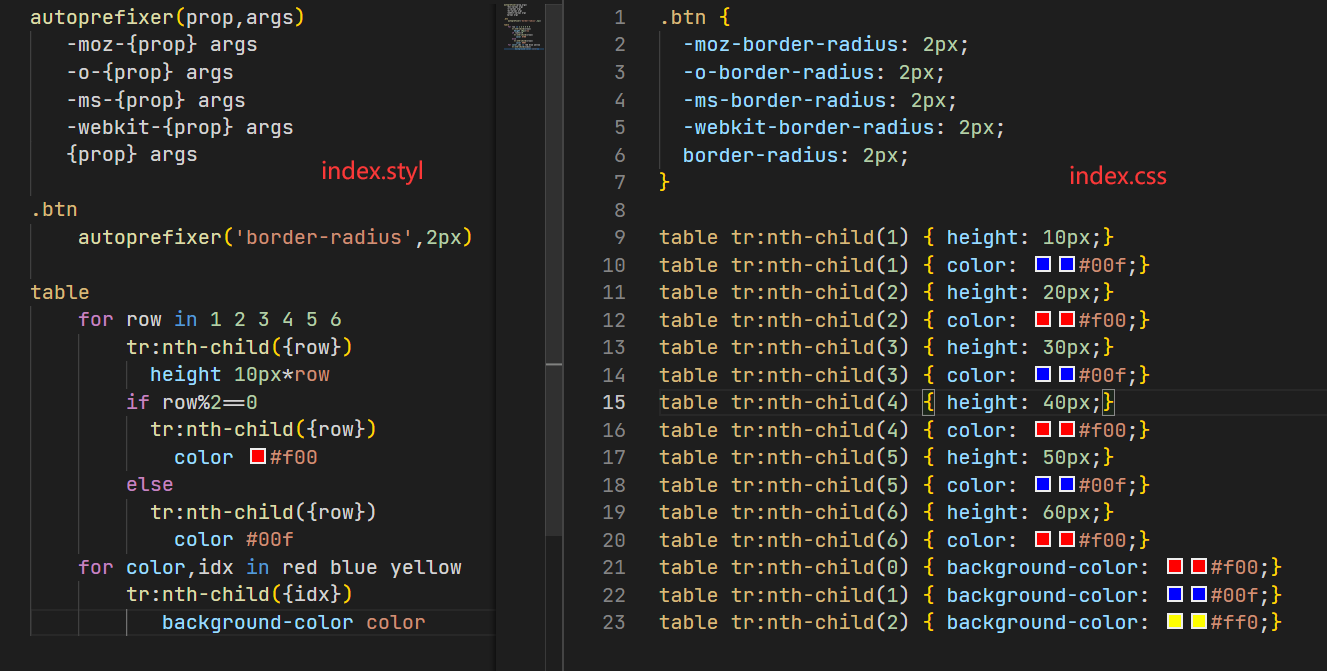 autoprefixer(prop,args)
-moz-{prop} args
-o-{prop} args
-ms-{prop} args
-webkit-{prop} args
{prop} args
index.styl
.btn
autoprefixer('border-radius',2px)
table
for row in 1 2 3 4 5 6
tr:nth-child({row})
height 10px*row
if row%2==0
tr:nth-child({row})
color #f00
else
tr:nth-child({row})
color #00f
for color,idx in red blue yellow
tr:nth-child({idx})
background-color color
1 .btn {
2 -moz-border-radius: 2px;
3 -o-border-radius: 2px;
4 -ms-border-radius: 2px;
5 -webkit-border-radius: 2px;
6 border-radius: 2px;
index.css
7 }
8
9 table tr:nth-child(1) { height: 10px;}
10 table tr:nth-child(1) { color: #00f;}
11 table tr:nth-child(2) { height: 20px;}
12 table tr:nth-child(2) { color: #f00;}
13 table tr:nth-child(3) { height: 30px;}
14 table tr:nth-child(3) { color: #00f;}
15 table tr:nth-child(4) { height: 40px;}
16 table tr:nth-child(4) { color: #f00;}
17 table tr:nth-child(5) { height: 50px;}
18 table tr:nth-child(5) { color: #00f;}
19 table tr:nth-child(6) { height: 60px;}
20 table tr:nth-child(6) { color: #f00;}
21 table tr:nth-child(0) { background-color: #f00;}
22 table tr:nth-child(1) { background-color: #00f;}
23 table tr:nth-child(2) { background-color: #ff0;}